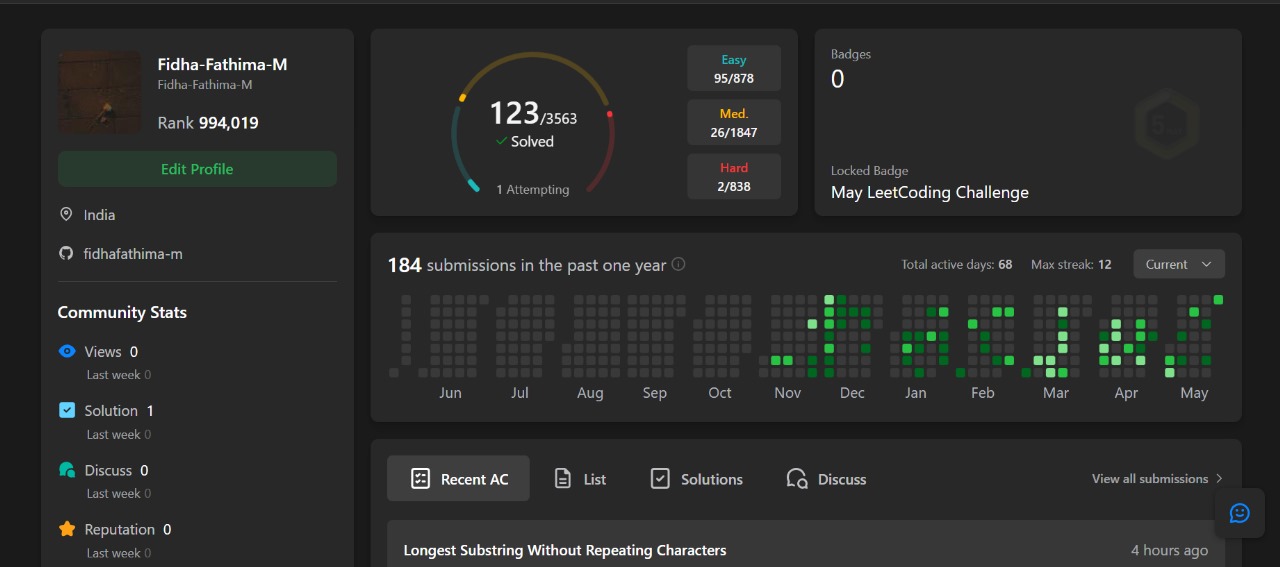 Fidha-Fathima-M
Fidha-Fathima-M
Rank 994,019
Edit Profile
India
fidhafathima-m
Community Stats
Views 0
Last week 0
Solution 1
Last week 0
Discuss 0
Last week 0
Reputation 0
Last week 0
123/3563
Solved
1 Attempting
Easy
95/878
Med.
26/1847
Hard
2/838
Badges
0
Locked Badge
May LeetCoding Challenge
184 submissions in the past one year
Total active days: 68 Max streak: 12 Current
Jun Jul Aug Sep Oct Nov Dec Jan Feb Mar Apr May
Recent AC List Solutions Discuss View all submissions
Longest Substring Without Repeating Characters 4 hours ago